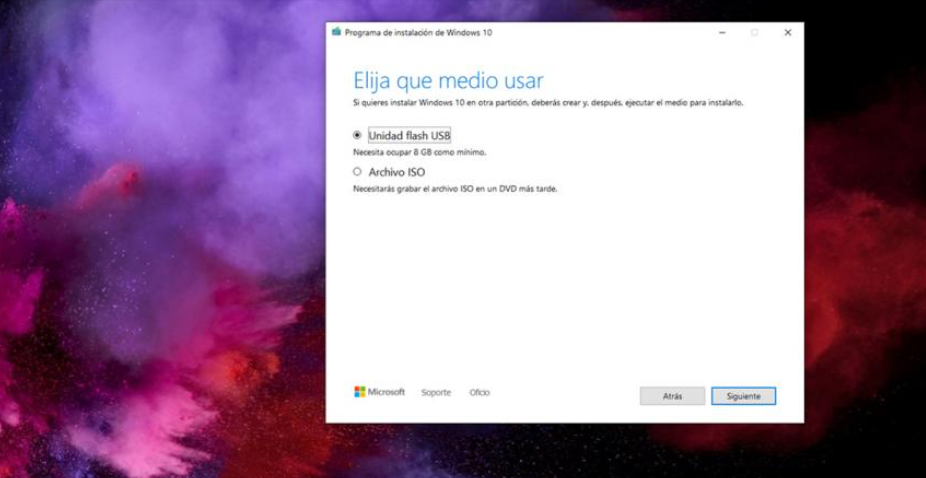 Programa de instalación de Windows 10
Elija que medio usar
Si quieres instalar Windows 10 en otra partición, deberás crear y, después, ejecutar el medio para instalarlo.
Unidad flash USB
Necesita ocupar 8 GB como mínimo.
Archivo ISO
Necesitarás grabar el archivo ISO en un DVD más tarde.
Microsoft Soporte Oficio Atrás Siguiente